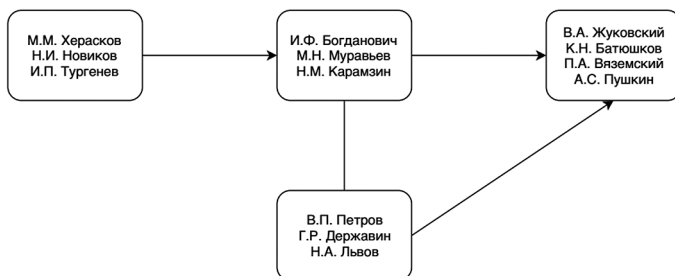 М.М. Херасков
Н.И. Новиков
И.П. Тургенев
И.Ф. Богданович
М.Н. Муравьев
Н.М. Карамзин
В.А. Жуковский
К.Н. Батюшков
П.А. Вяземский
А.С. Пушкин
В.П. Петров
Г.Р. Державин
Н.А. Львов